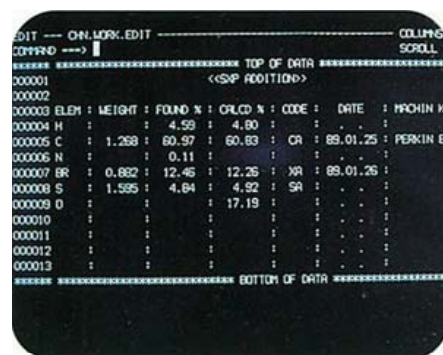 EDIT --- CHN.WORK.EDIT ---------- COLUMNS
COMMAND ---> SCROLL
****** ************************* TOP OF DATA ******************
000001 <<SXP ADDITION>>
000002
000003 ELEM : WEIGHT : FOUND % : CALCD % : CODE : DATE : MACHIN
000004 H : : 4.59 : 4.80 : : . . :
000005 C : 1.268 : 60.97 : 60.83 : CA : 89.01.25 : PERKIN
000006 N : : 0.11 : : : . . :
000007 BR : 0.882 : 12.46 : 12.26 : XA : 89.01.26 :
000008 S : 1.595 : 4.84 : 4.92 : SA : . . :
000009 O : : : 17.19 : : . . :
000010 : : : : : . . :
000011 : : : : : . . :
000012 : : : : : . . :
000013 : : : : : . . :
****** ************************* BOTTOM OF DATA ******************